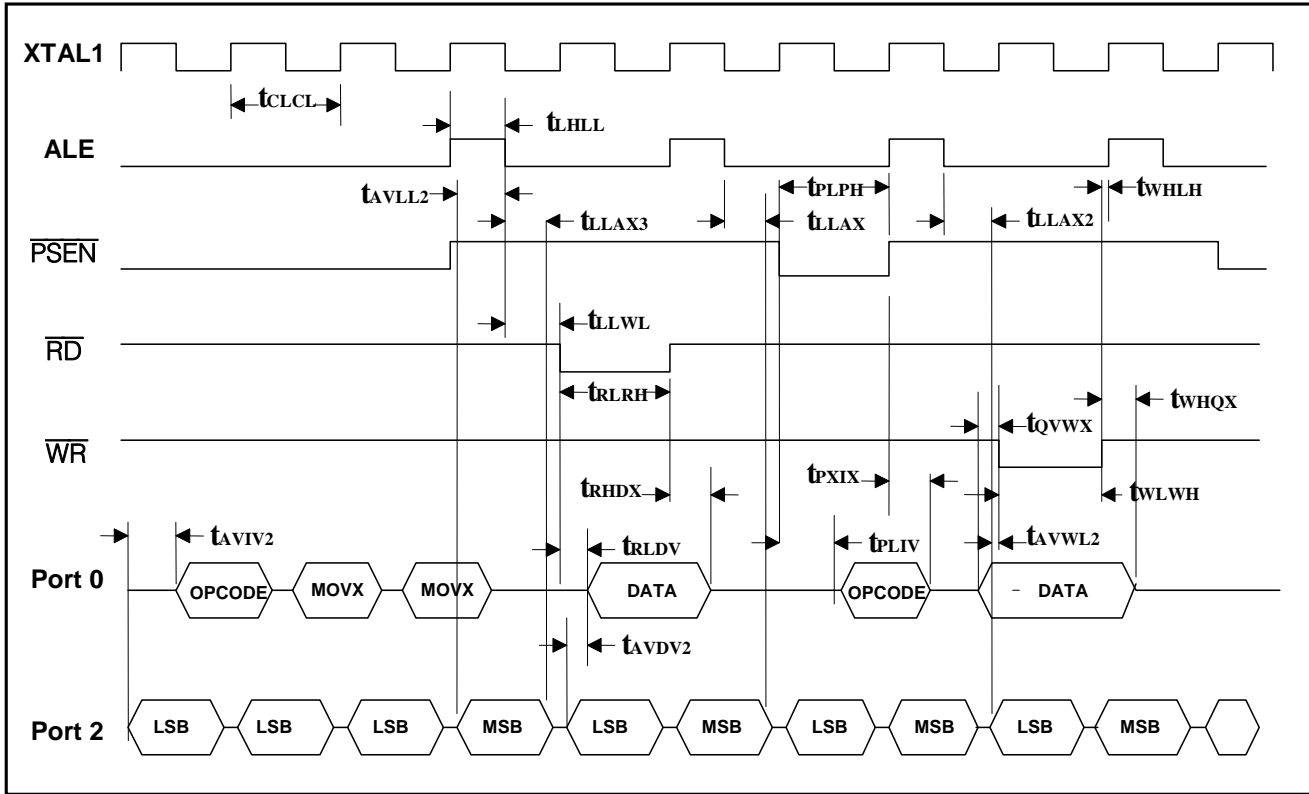 XTAL1
tCLCL
tLHLL
ALE
tAVLL2
tPLPH
tWHLH
tLLAX3
tLLAX
tLLAX2
PSEN
tLLWL
RD
tRLRH
tWHQX
tQVWX
WR
tRHDX
tPXIX
tWLWH
tAVIV2
tRLDV
tPLIV
tAVWL2
Port 0
OPCODE
MOVX
MOVX
DATA
OPCODE
DATA
tAVDV2
Port 2
LSB
LSB
LSB
MSB
LSB
MSB
LSB
MSB
LSB
MSB